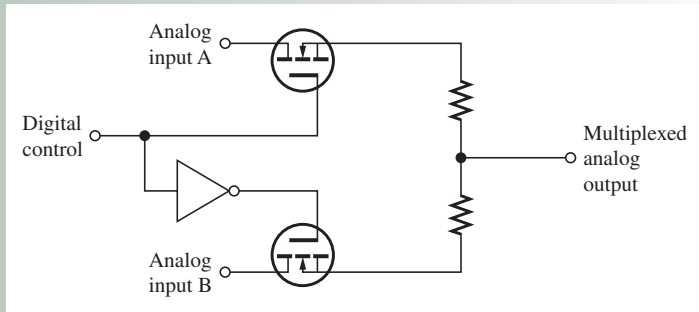 Analog
input A
Digital
control
Multiplexed
analog
output
Analog
input B